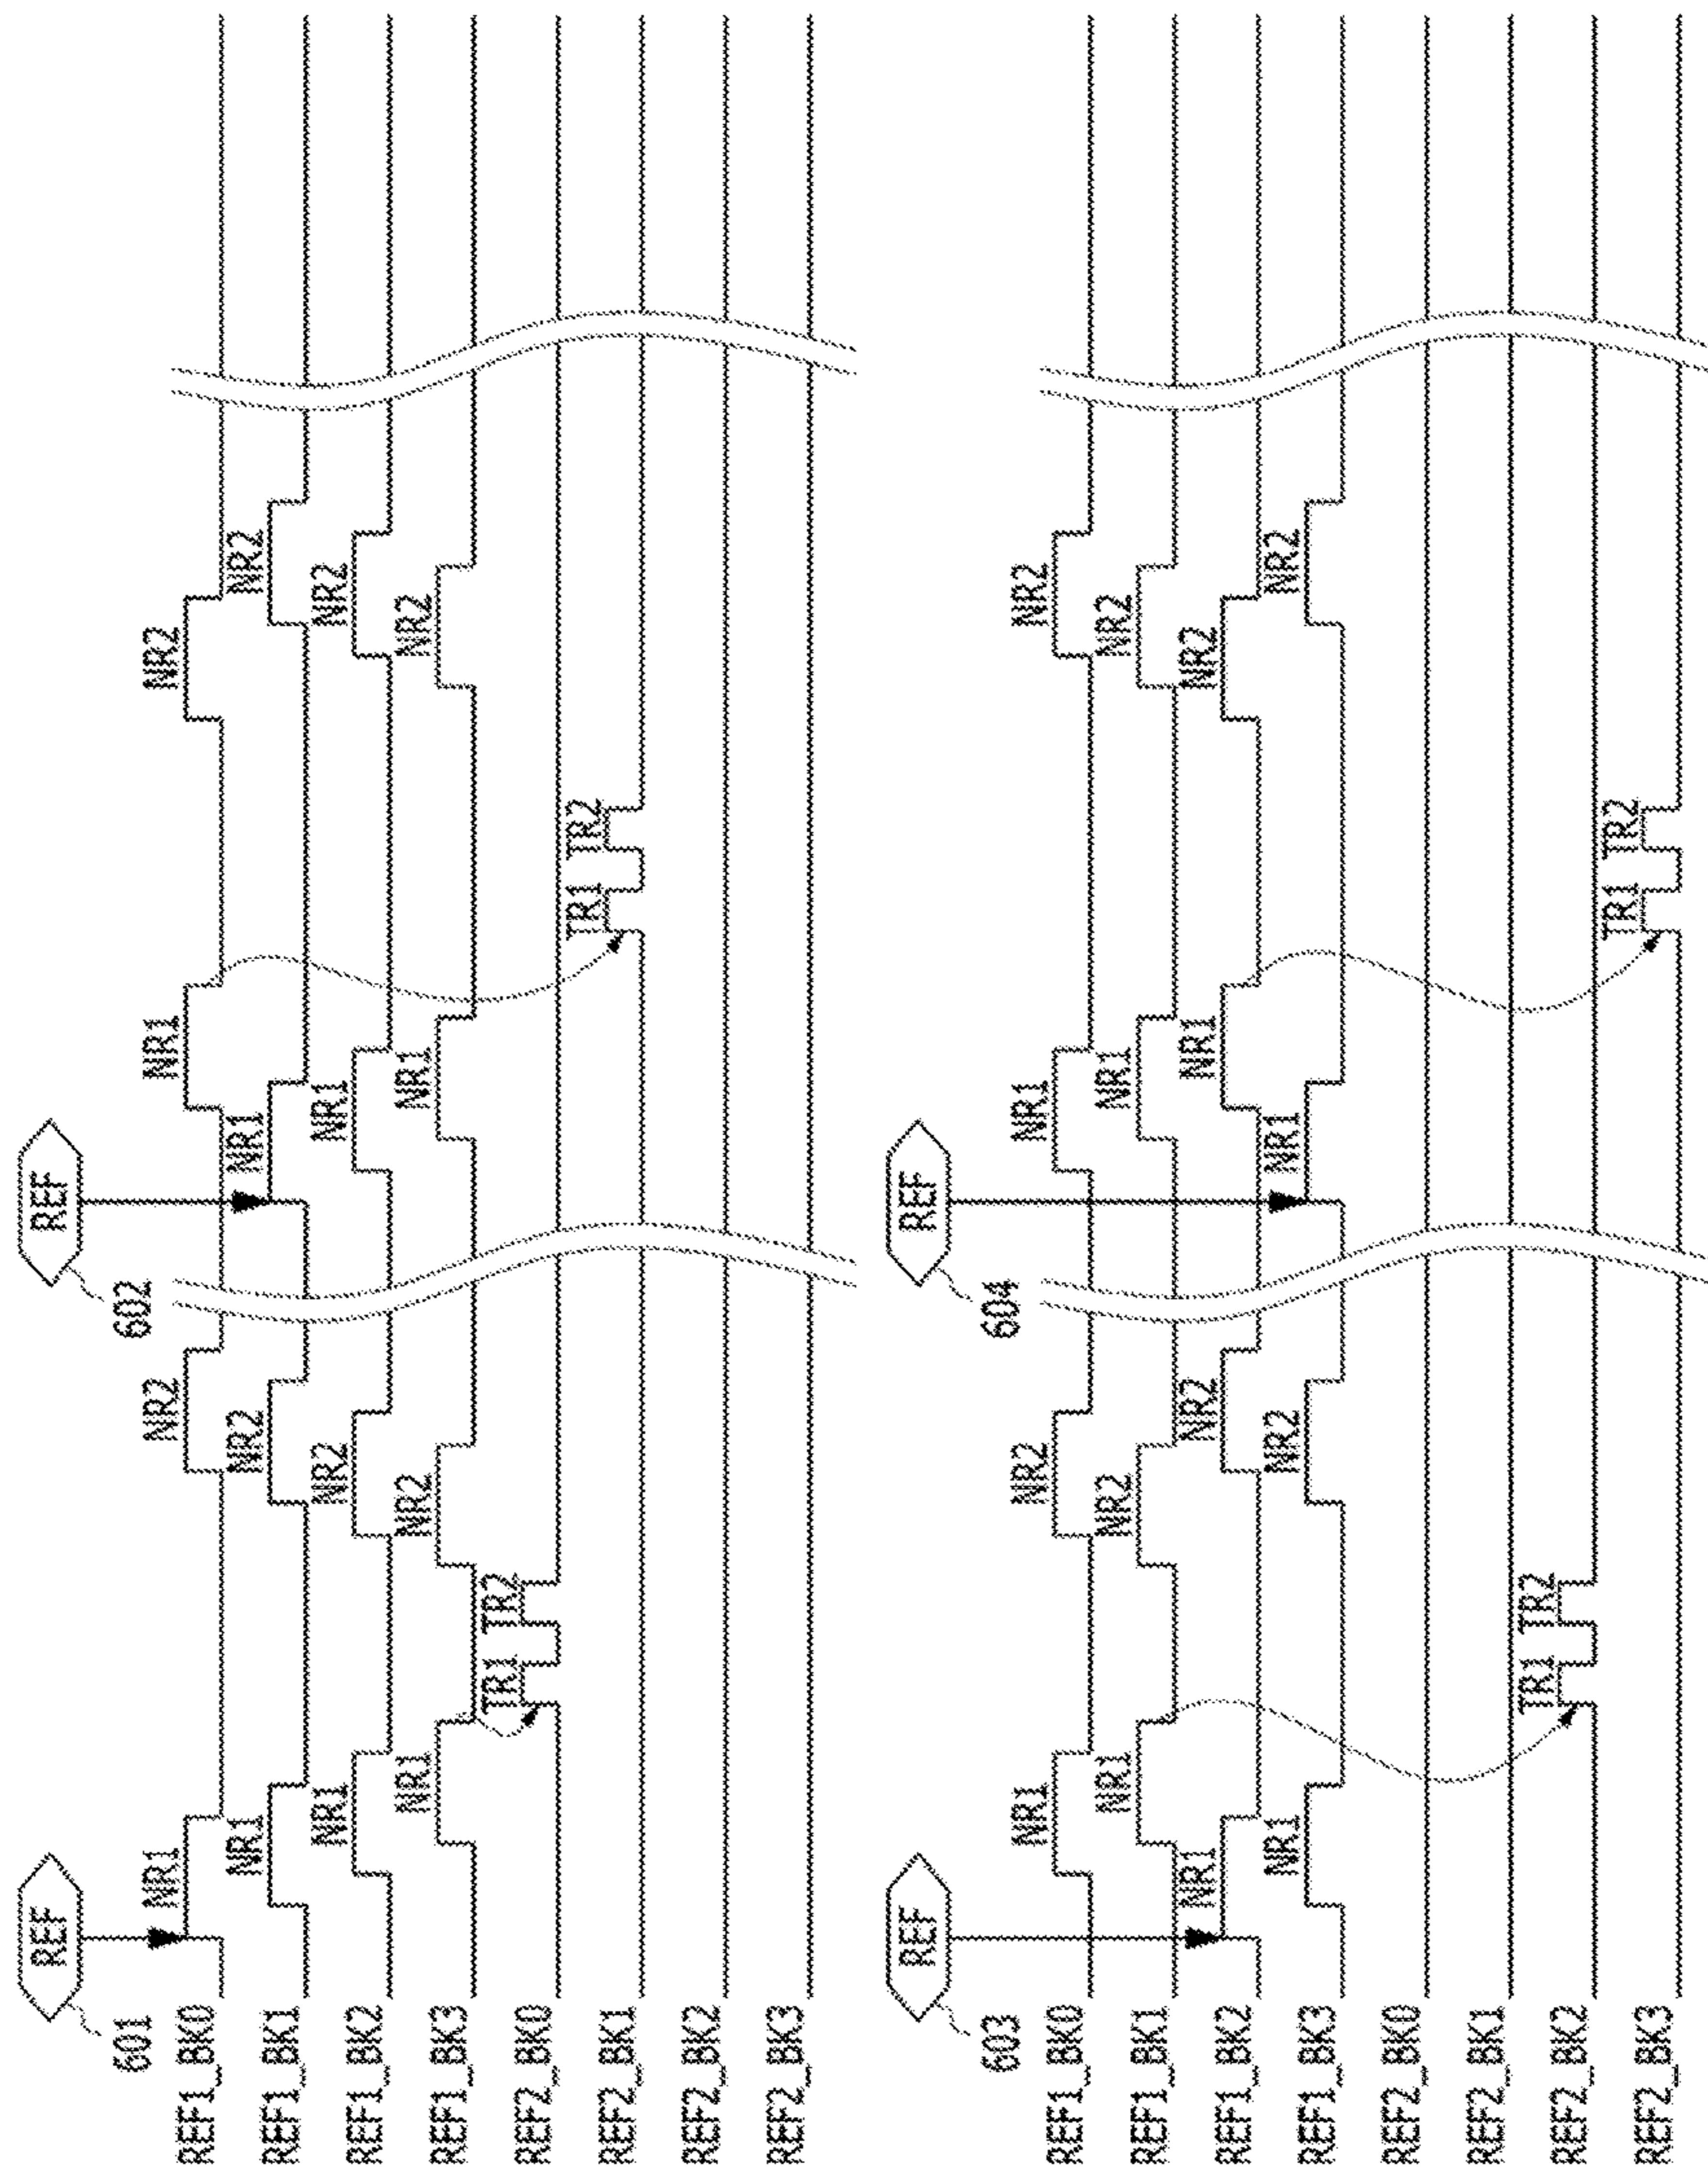 REF
REF
601
602
REF1_BK0 NR1 NR2 NR1 NR2
REF1_BK1 NR1 NR2 NR1 NR2
REF1_BK2 NR1 NR2 NR1 NR2
REF1_BK3 NR1 NR2 NR1 NR2
REF2_BK0 TR1 TR2
REF2_BK1 TR1 TR2
REF2_BK2
REF2_BK3
REF
REF
603
604
REF1_BK0 NR1 NR2 NR1 NR2
REF1_BK1 NR1 NR2 NR1 NR2
REF1_BK2 NR1 NR2 NR1 NR2
REF1_BK3 NR1 NR2 NR1 NR2
REF2_BK0
REF2_BK1
REF2_BK2 TR1 TR2
REF2_BK3 TR1 TR2